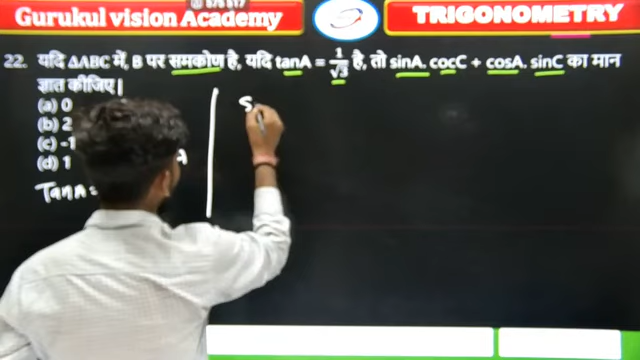 Gurukul vision Academy
TRIGONOMETRY
22. यदि ΔABC में, B पर समकोण है, यदि tanA = 1/√3 है, तो sinA. cocC + cosA. sinC का मान
ज्ञात कीजिए |
(a) 0
(b) 2
(c) -1
(d) 1
TanA =
A
S